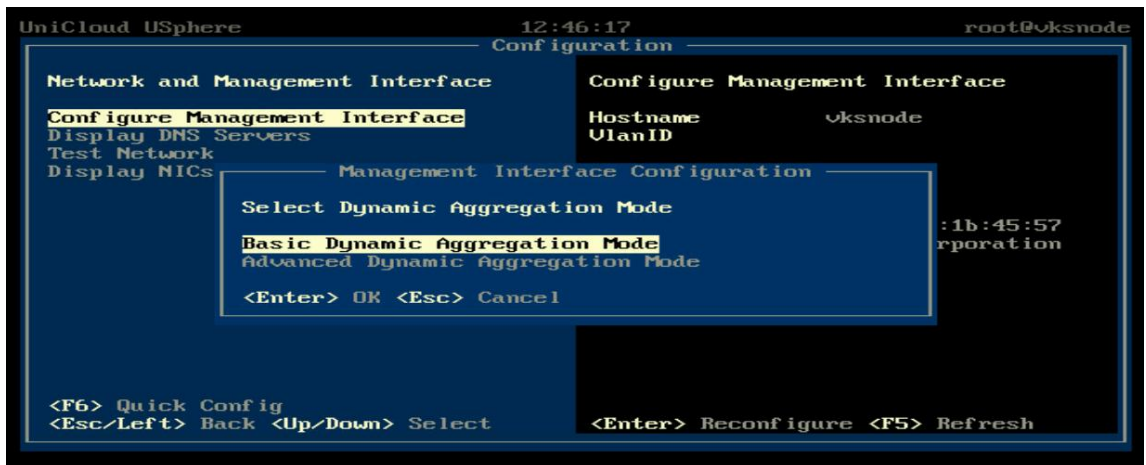 UniCloud USphere 12:46:17 root@vksnode
Configuration
Network and Management Interface
Configure Management Interface
Display DNS Servers
Test Network
Display NICs
Configure Management Interface
Hostname vksnode
VlanID
:1b:45:57
rporation
Management Interface Configuration
Select Dynamic Aggregation Mode
Basic Dynamic Aggregation Mode
Advanced Dynamic Aggregation Mode
<Enter> OK <Esc> Cancel
<F6> Quick Config
<Esc/Left> Back <Up/Down> Select
<Enter> Reconfigure <F5> Refresh